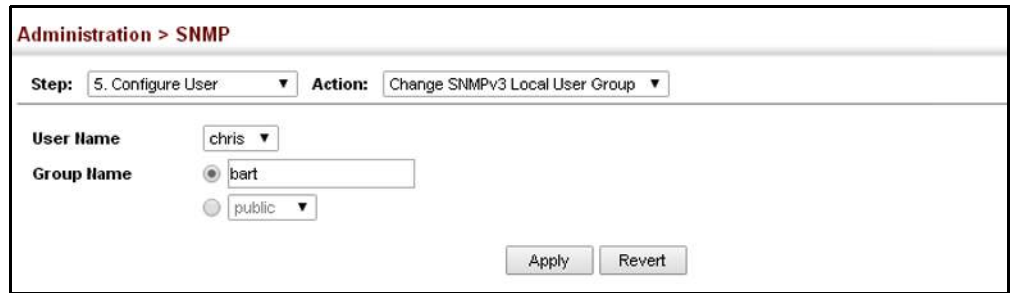 Administration > SNMP
Step: 5. Configure User Action: Change SNMPv3 Local User Group
User Name chris
Group Name bart
public
Apply Revert